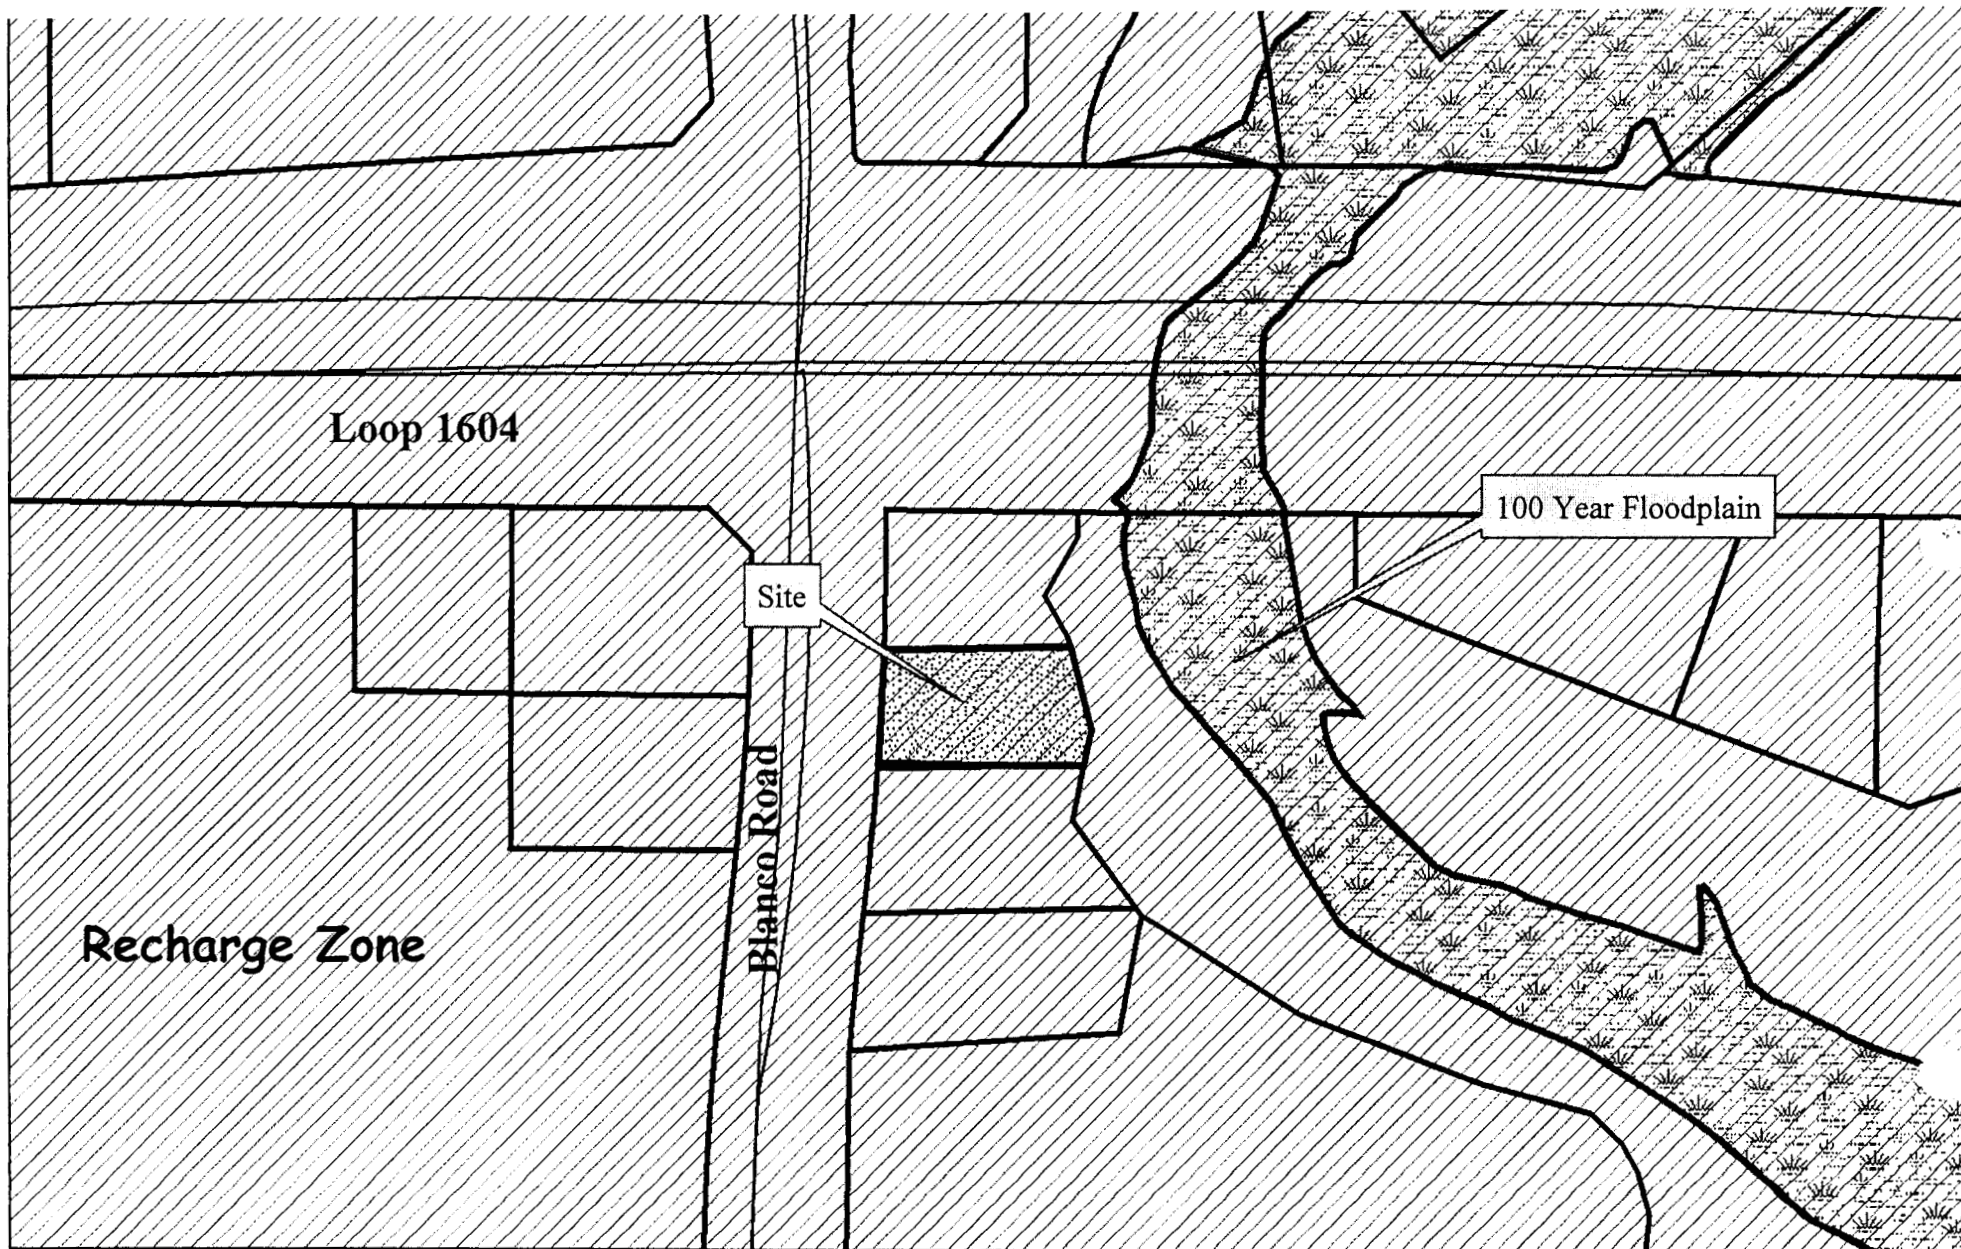 Loop 1604
100 Year Floodplain
Site
Blanco Road
Recharge Zone